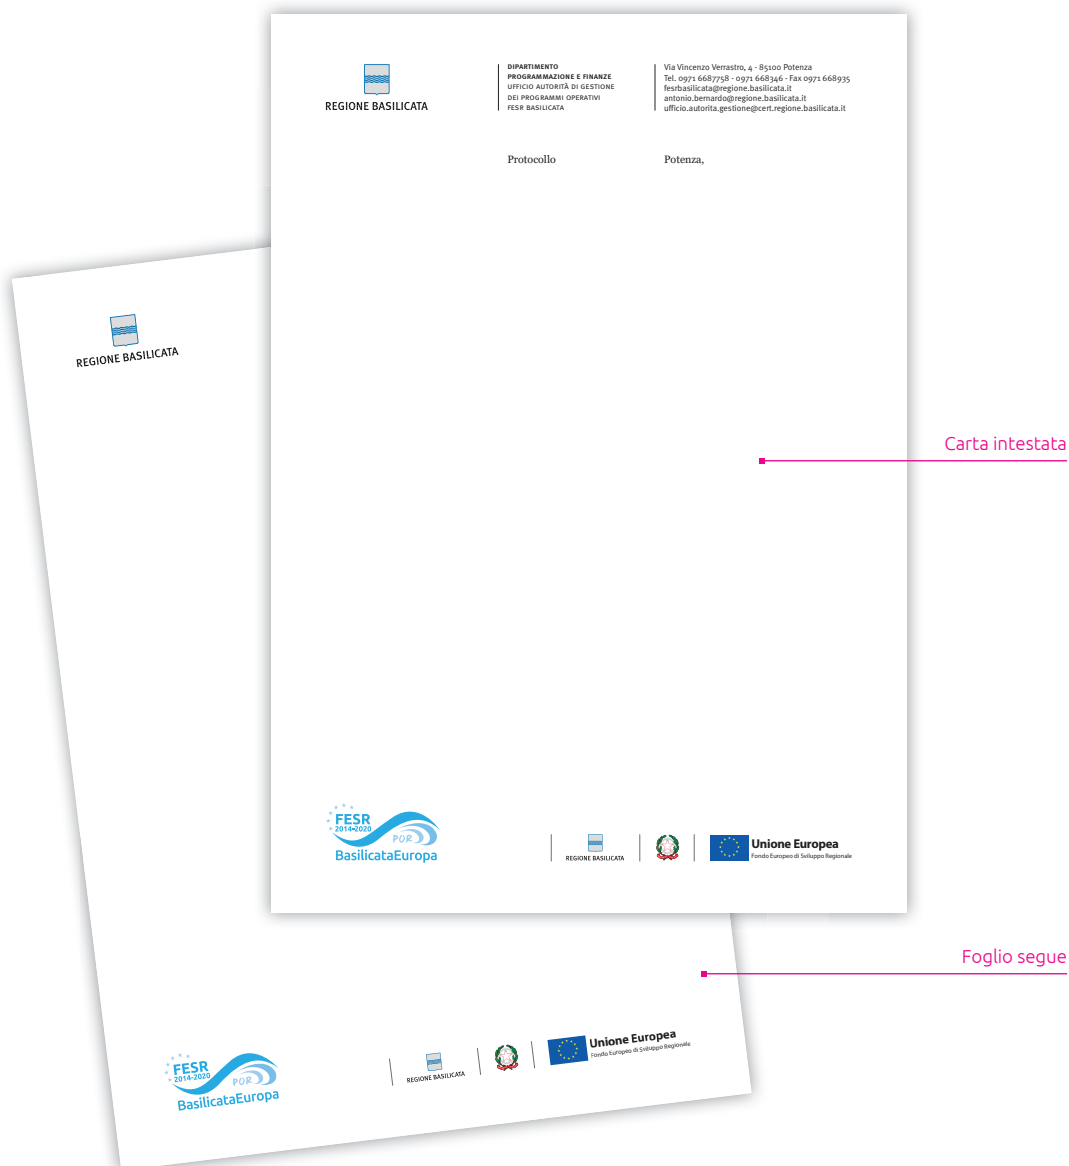 REGIONE BASILICATA
DIPARTIMENTO
PROGRAMMAZIONE E FINANZE
UFFICIO AUTORITÀ DI GESTIONE
DEI PROGRAMMI OPERATIVI
FESR BASILICATA
Via Vincenzo Verrastro, 4 - 85100 Potenza
Tel. 0971 6687758 - 0971 668346 - Fax 0971 668935
fesrbasilicata@regione.basilicata.it
antonio.bernardo@regione.basilicata.it
ufficio.autorita.gestione@cert.regione.basilicata.it
Protocollo
Potenza,
REGIONE BASILICATA
Carta intestata
FESR
2014-2020
POR
BasilicataEuropa
REGIONE BASILICATA
Unione Europea
Fondo Europeo di Sviluppo Regionale
Foglio segue
FESR
2014-2020
POR
BasilicataEuropa
REGIONE BASILICATA
Unione Europea
Fondo Europeo di Sviluppo Regionale